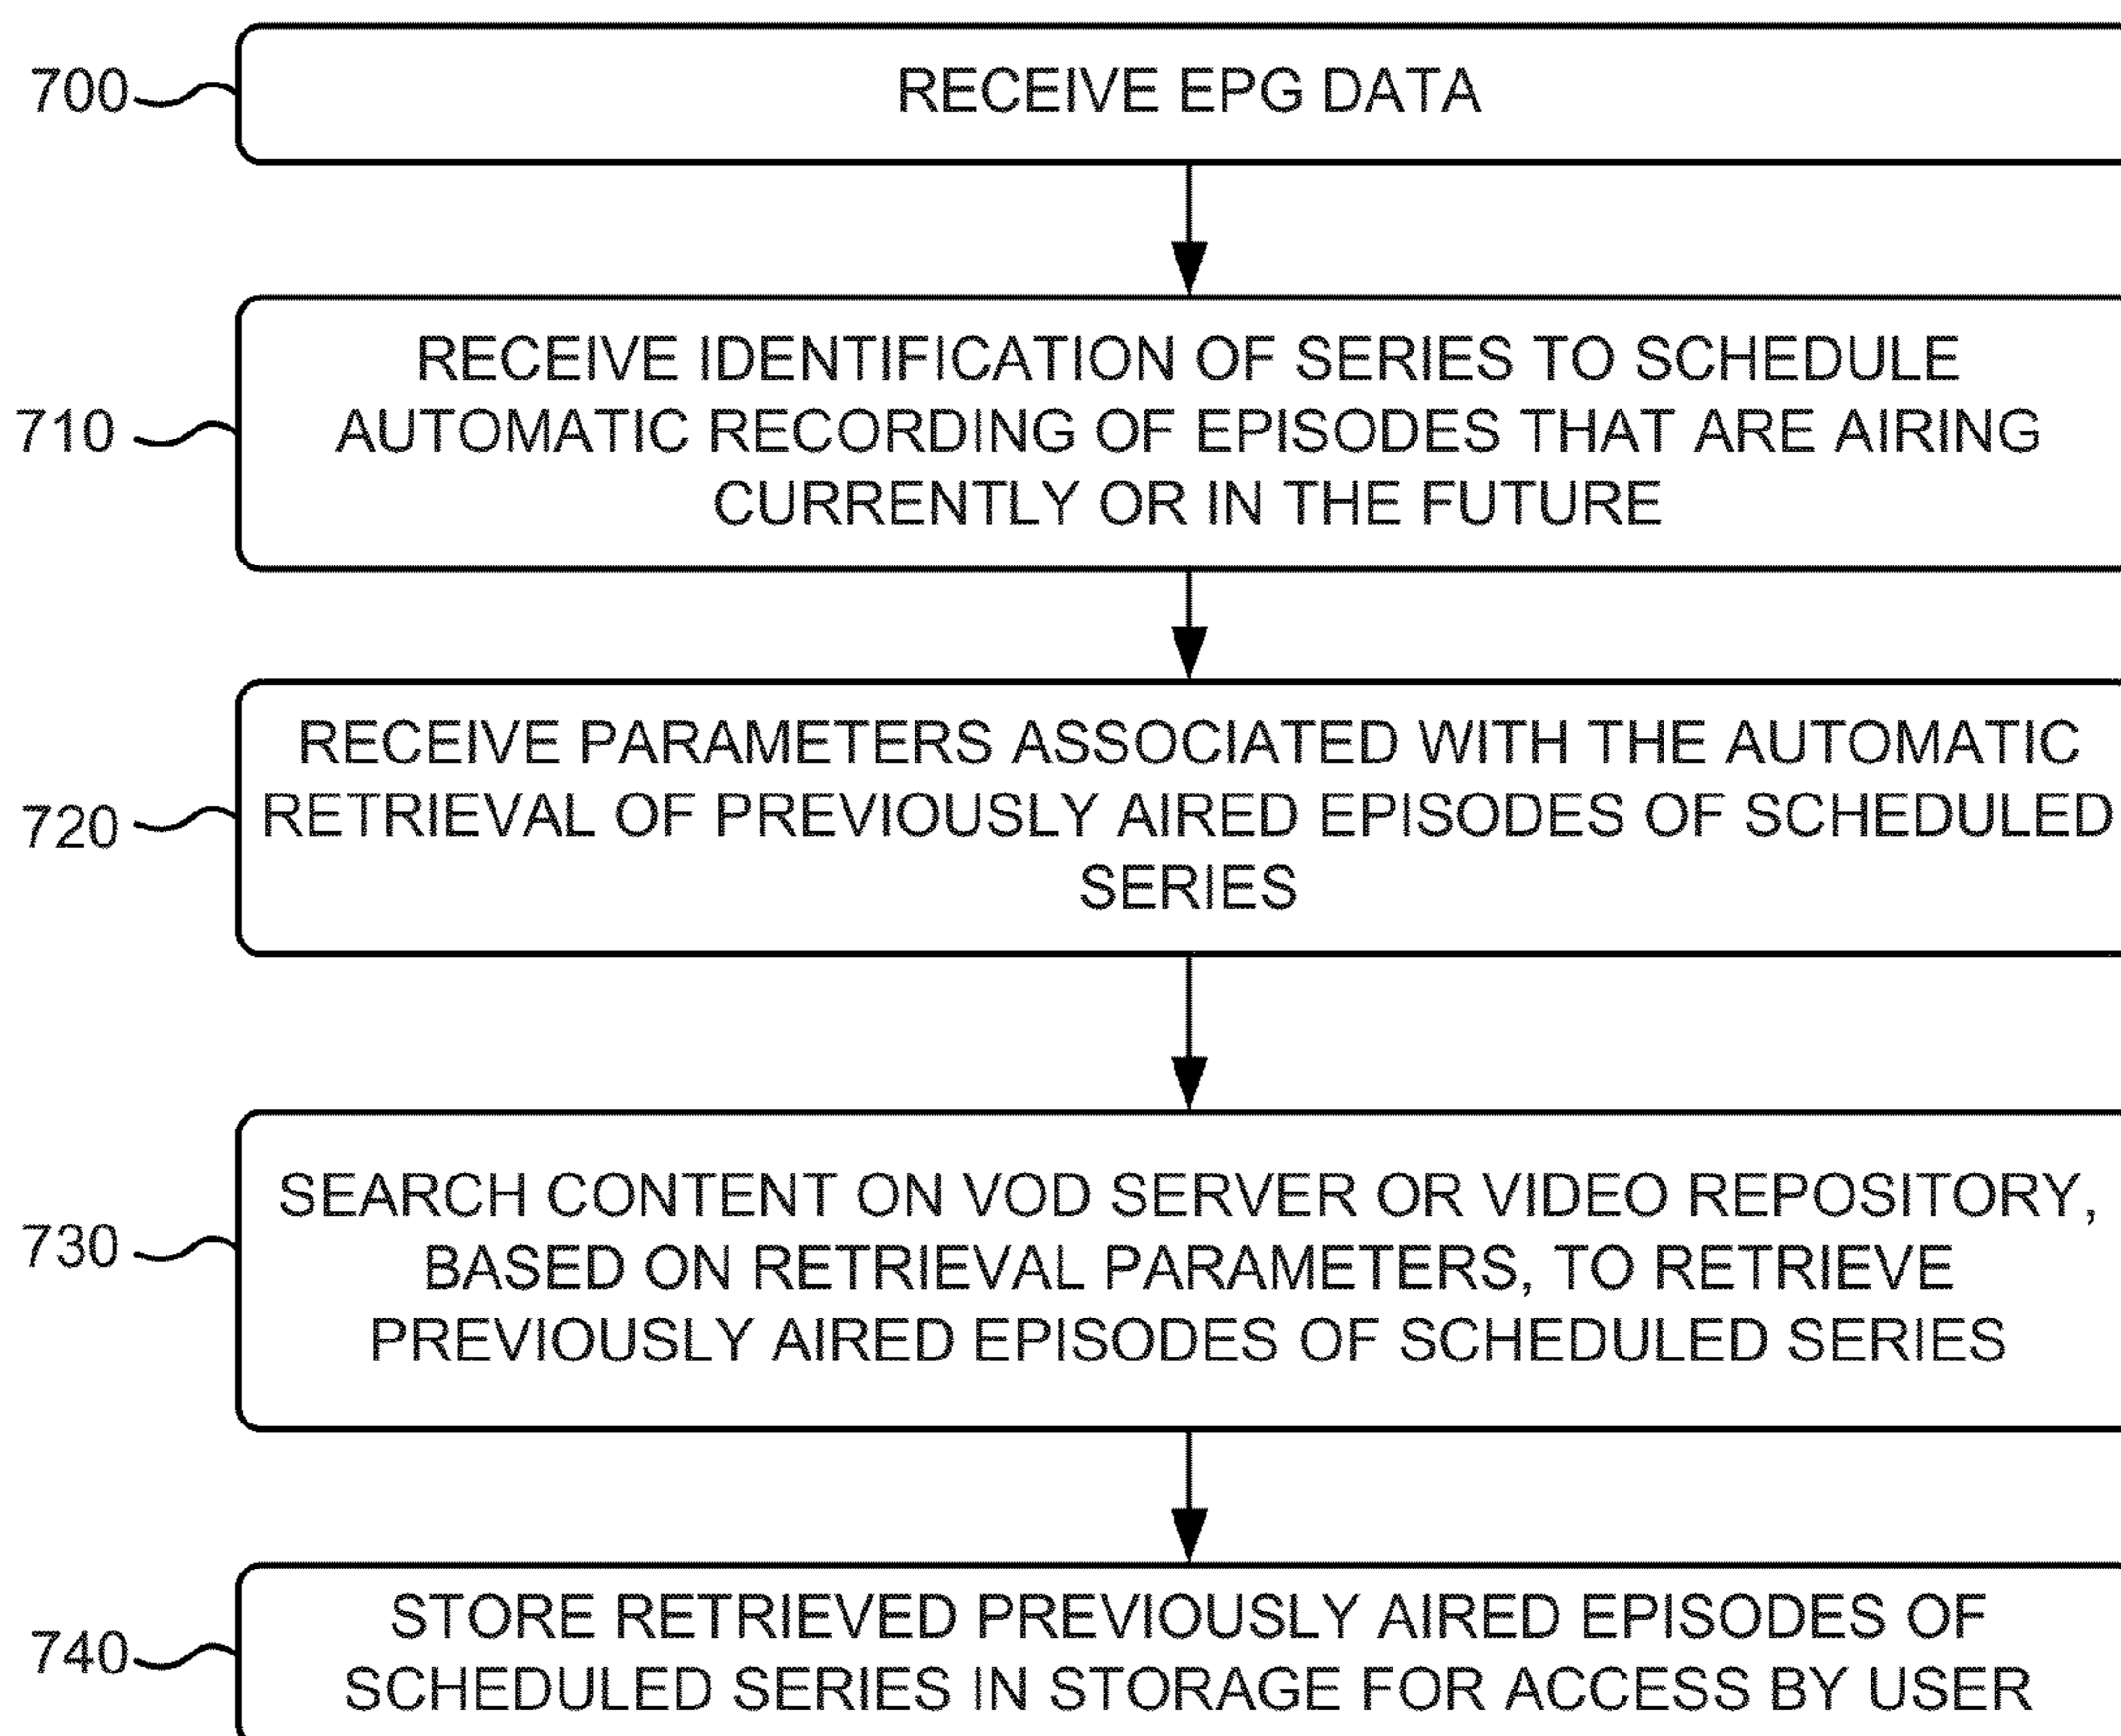 700
RECEIVE EPG DATA
710
RECEIVE IDENTIFICATION OF SERIES TO SCHEDULE
AUTOMATIC RECORDING OF EPISODES THAT ARE AIRING
CURRENTLY OR IN THE FUTURE
720
RECEIVE PARAMETERS ASSOCIATED WITH THE AUTOMATIC
RETRIEVAL OF PREVIOUSLY AIRED EPISODES OF SCHEDULED
SERIES
730
SEARCH CONTENT ON VOD SERVER OR VIDEO REPOSITORY,
BASED ON RETRIEVAL PARAMETERS, TO RETRIEVE
PREVIOUSLY AIRED EPISODES OF SCHEDULED SERIES
740
STORE RETRIEVED PREVIOUSLY AIRED EPISODES OF
SCHEDULED SERIES IN STORAGE FOR ACCESS BY USER